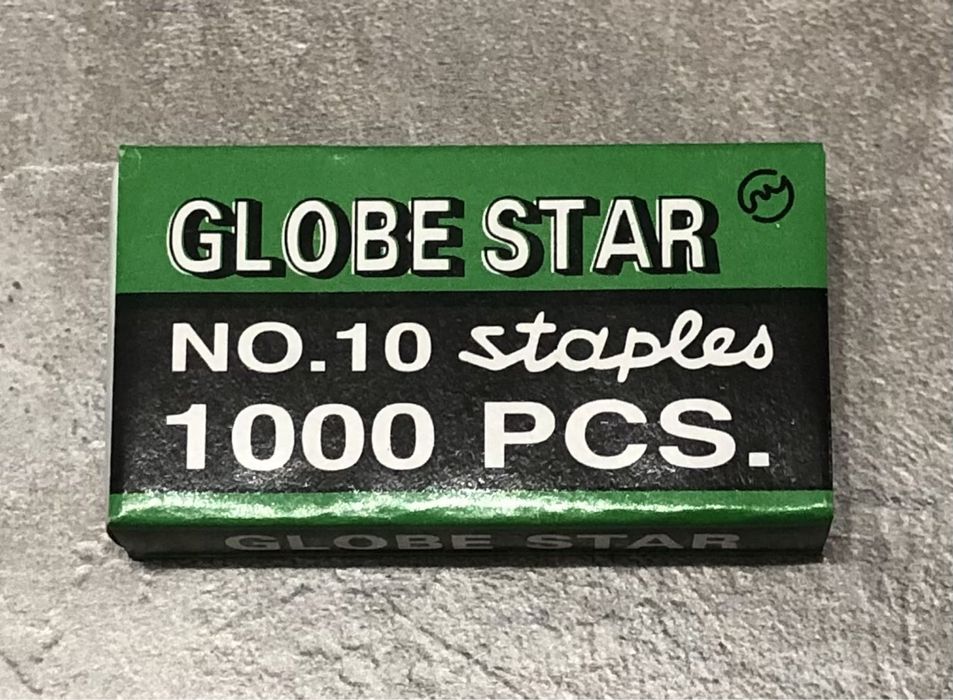 GLOBE STAR
NO.10 staples
1000 PCS.
GLOBE STAR